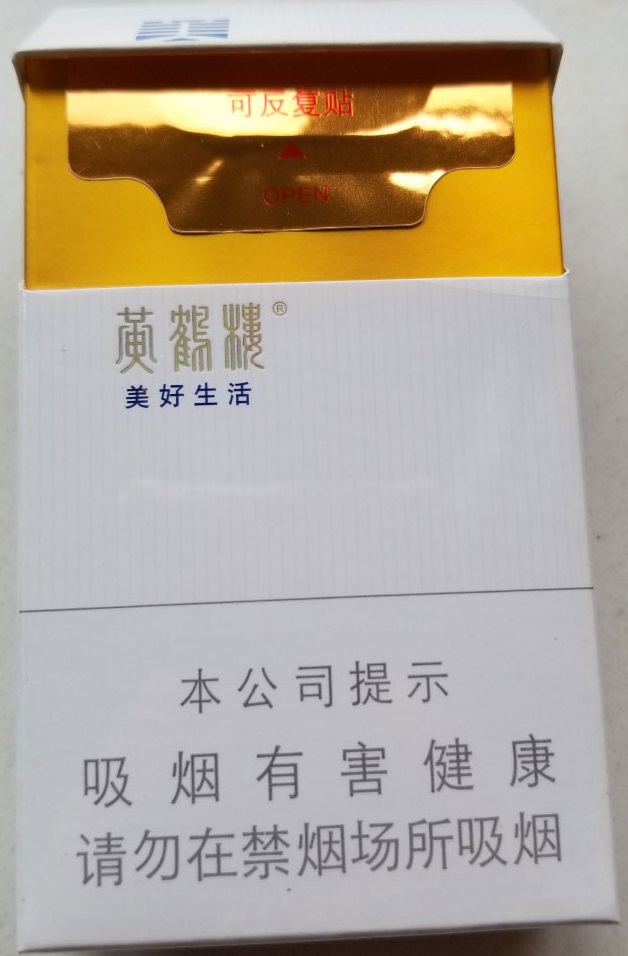 可反复贴
OPEN
黄鹤楼®
美好生活
本公司提示
吸烟有害健康
请勿在禁烟场所吸烟